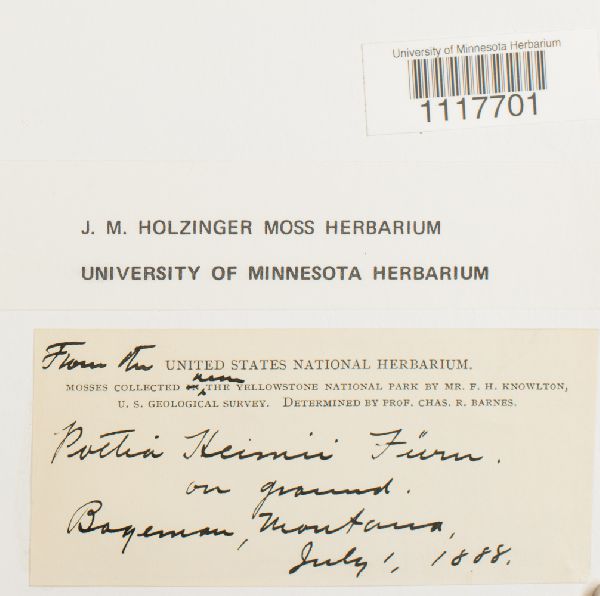 University of Minnesota Herbarium
1117701
J. M. HOLZINGER MOSS HERBARIUM
UNIVERSITY OF MINNESOTA HERBARIUM
From the UNITED STATES NATIONAL HERBARIUM.
MOSSES COLLECTED near THE YELLOWSTONE NATIONAL PARK BY MR. F. H. KNOWLTON,
U. S. GEOLOGICAL SURVEY. DETERMINED BY PROF. CHAS. R. BARNES.
Pottia Heimii Fürn.
on ground.
Bozeman, Montana,
July 1, 1888.